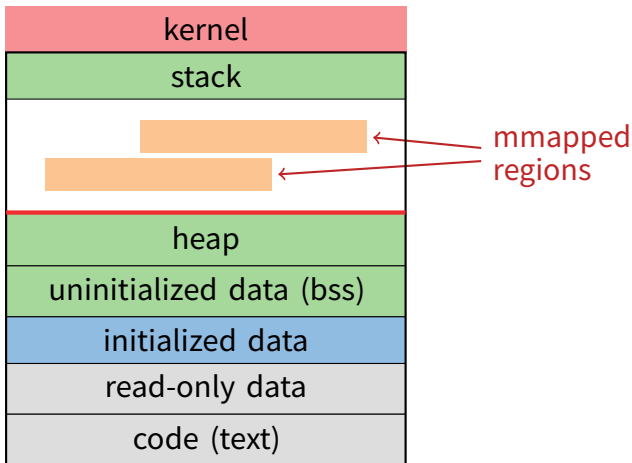 kernel
stack
mmapped
regions
heap
uninitialized data (bss)
initialized data
read-only data
code (text)